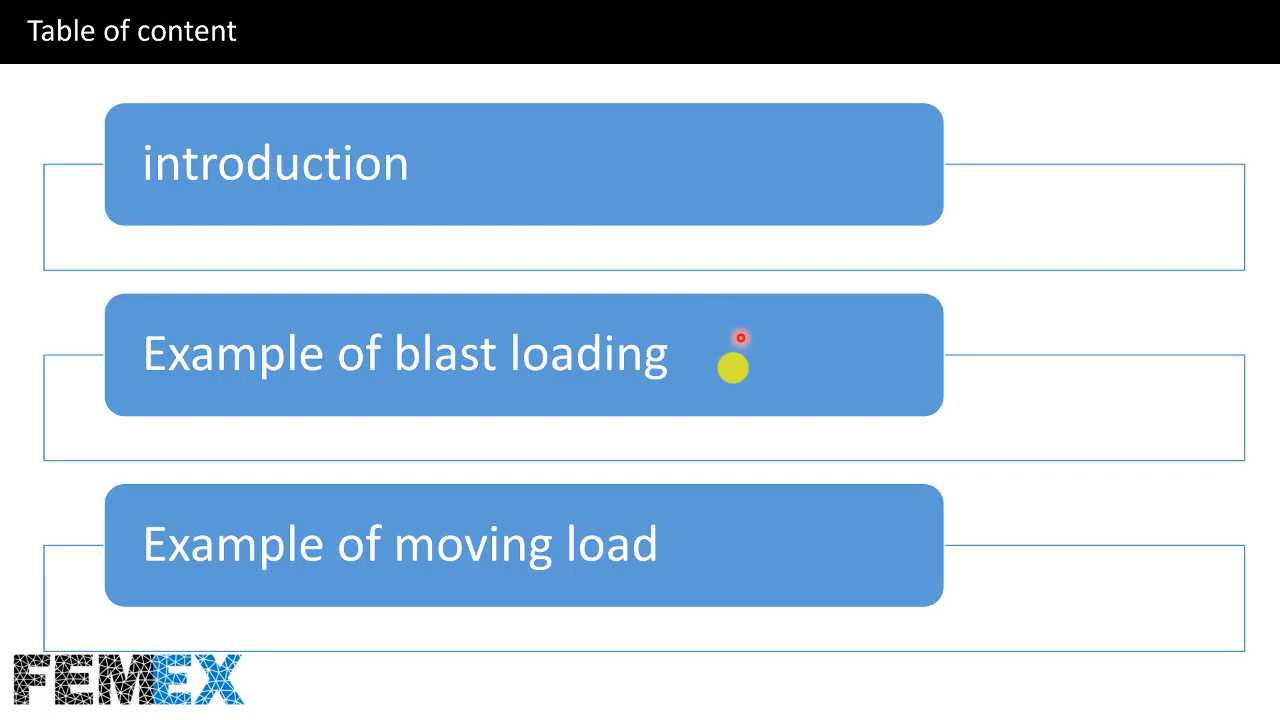 Table of content
introduction
Example of blast loading
Example of moving load
FEMEX